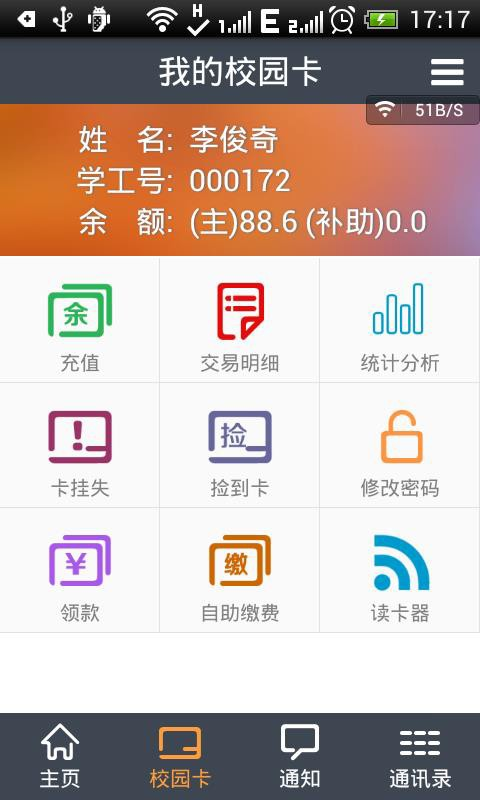 H E 17:17
我的校园卡
51B/S
姓 名: 李俊奇
学工号: 000172
余 额: (主)88.6 (补助)0.0
余
充值 交易明细 统计分析
! 捡
卡挂失 捡到卡 修改密码
¥ 缴
领款 自助缴费 读卡器
主页 校园卡 通知 通讯录